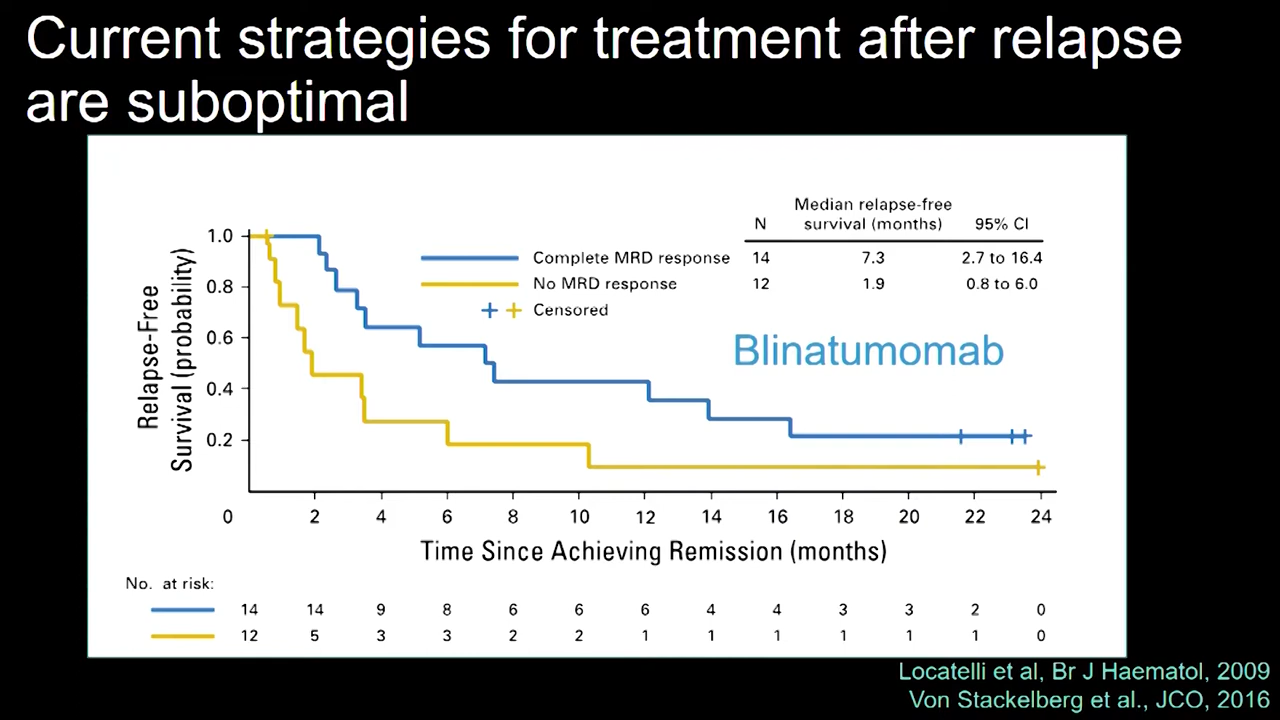 Current strategies for treatment after relapse
are suboptimal
Median relapse-free
N survival (months) 95% CI
Complete MRD response 14 7.3 2.7 to 16.4
No MRD response 12 1.9 0.8 to 6.0
Censored
Blinatumomab
Relapse-Free
Survival (probability)
1.0
0.8
0.6
0.4
0.2
0 2 4 6 8 10 12 14 16 18 20 22 24
Time Since Achieving Remission (months)
No. at risk:
14 14 9 8 6 6 6 4 4 3 3 2 0
12 5 3 3 2 2 1 1 1 1 1 1 0
Locatelli et al, Br J Haematol, 2009
Von Stackelberg et al., JCO, 2016